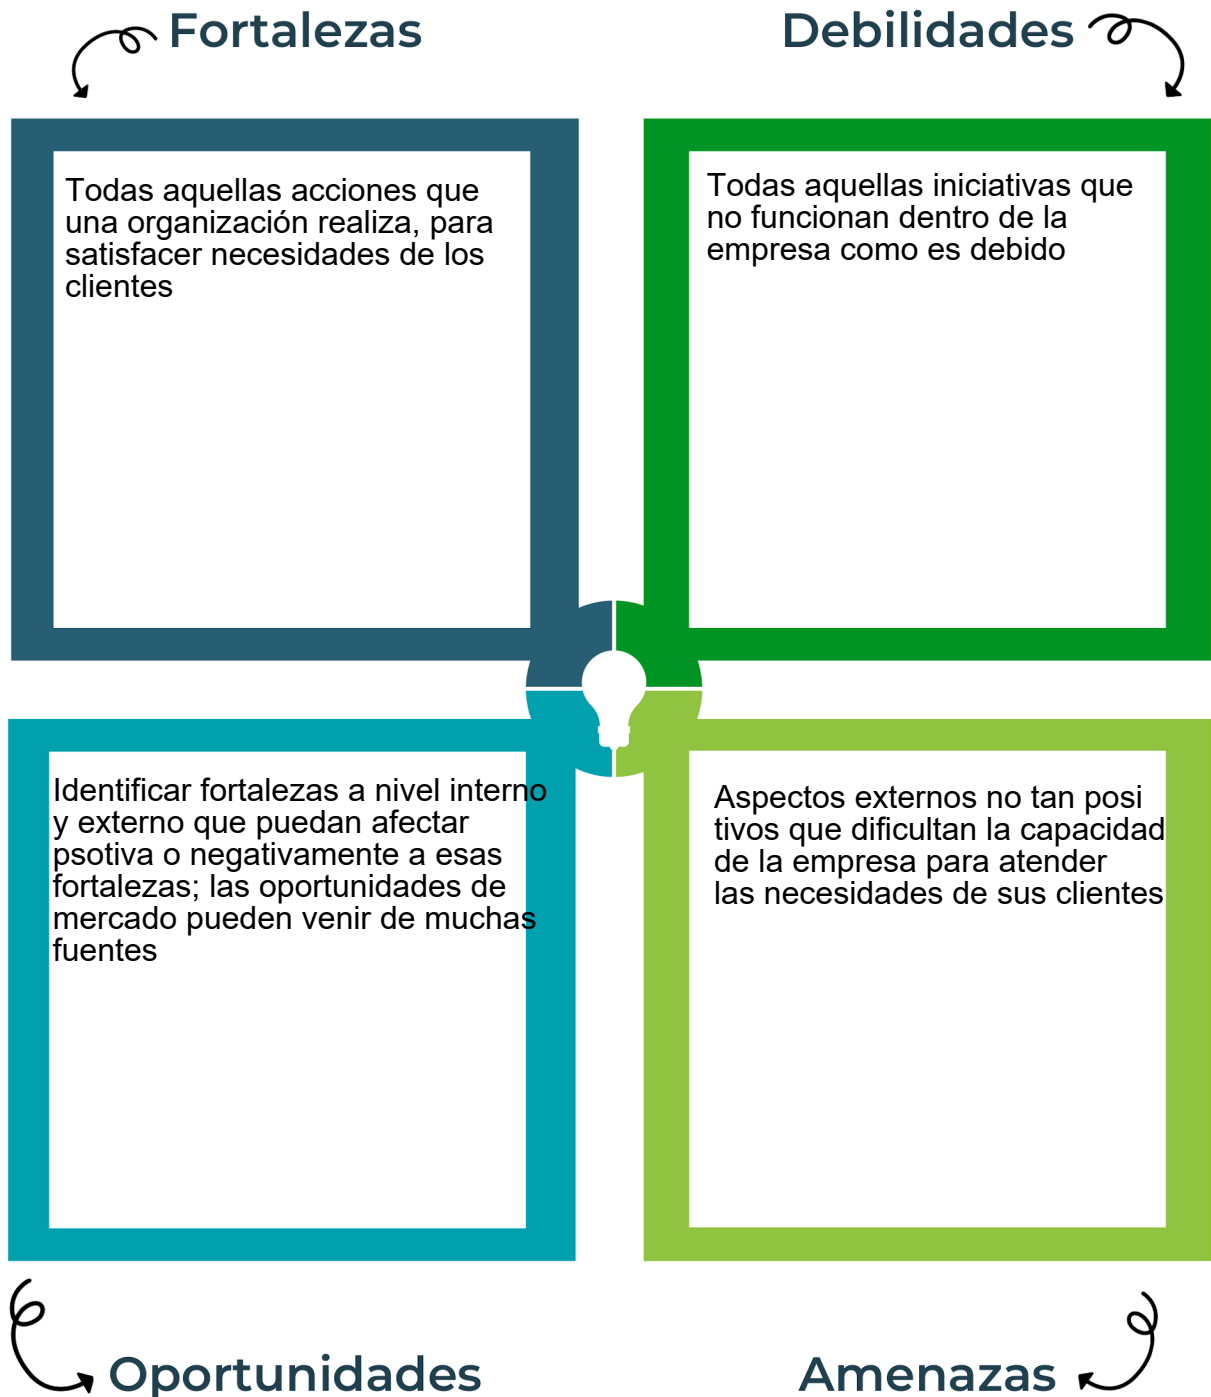 Fortalezas
Todas aquellas acciones que
una organización realiza, para
satisfacer necesidades de los
clientes
Debilidades
Todas aquellas iniciativas que
no funcionan dentro de la
empresa como es debido
Identificar fortalezas a nivel interno
y externo que puedan afectar
psotiva o negativamente a esas
fortalezas; las oportunidades de
mercado pueden venir de muchas
fuentes
Oportunidades
Aspectos externos no tan posi
tivos que dificultan la capacidad
de la empresa para atender
las necesidades de sus clientes
Amenazas